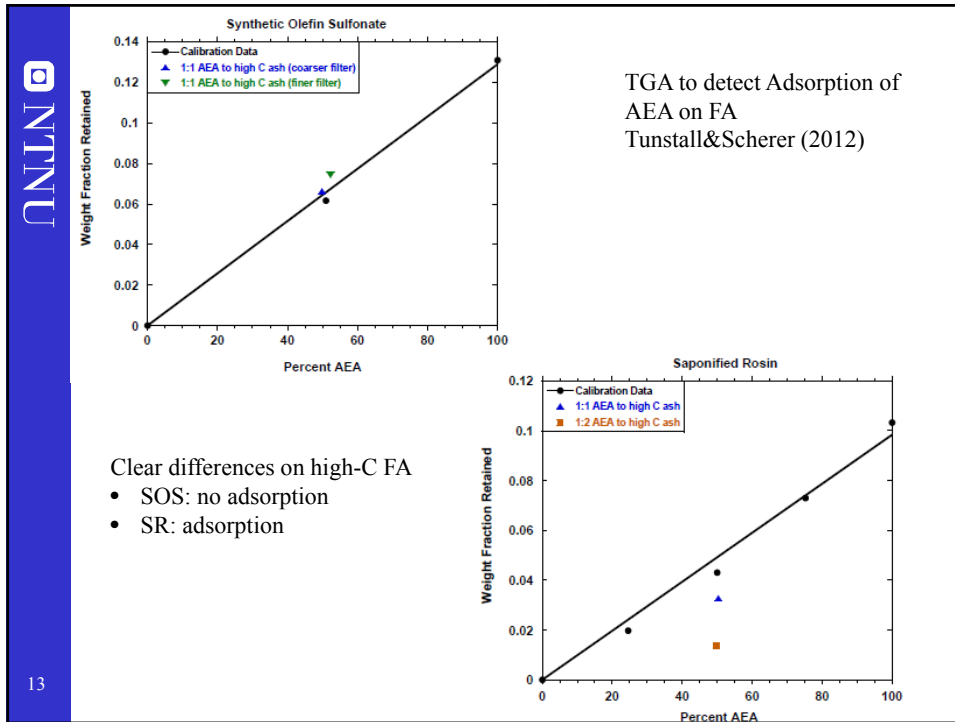 NTNU
Synthetic Olefin Sulfonate
0.14
0.12
0.1
0.08
0.06
0.04
0.02
0
Weight Fraction Retained
Calibration Data
1:1 AEA to high C ash (coarser filter)
1:1 AEA to high C ash (finer filter)
0 20 40 60 80 100
Percent AEA
TGA to detect Adsorption of
AEA on FA
Tunstall&Scherer (2012)
Clear differences on high-C FA
• SOS: no adsorption
• SR: adsorption
Saponified Rosin
0.12
0.1
0.08
0.06
0.04
0.02
0
Weight Fraction Retained
Calibration Data
1:1 AEA to high C ash
1:2 AEA to high C ash
0 20 40 60 80 100
Percent AEA
13